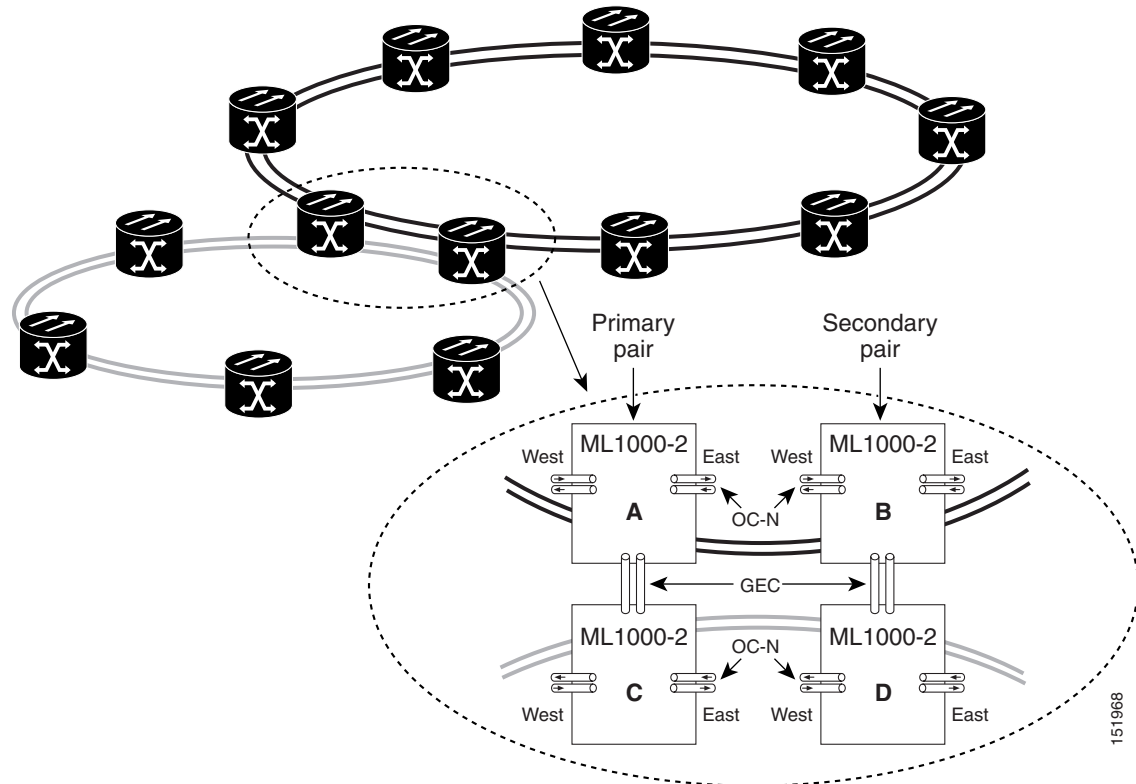 Primary
pair
Secondary
pair
ML1000-2
ML1000-2
West
East
West
East
A
OC-N
B
GEC
ML1000-2
ML1000-2
OC-N
C
D
West
East
West
East
151968